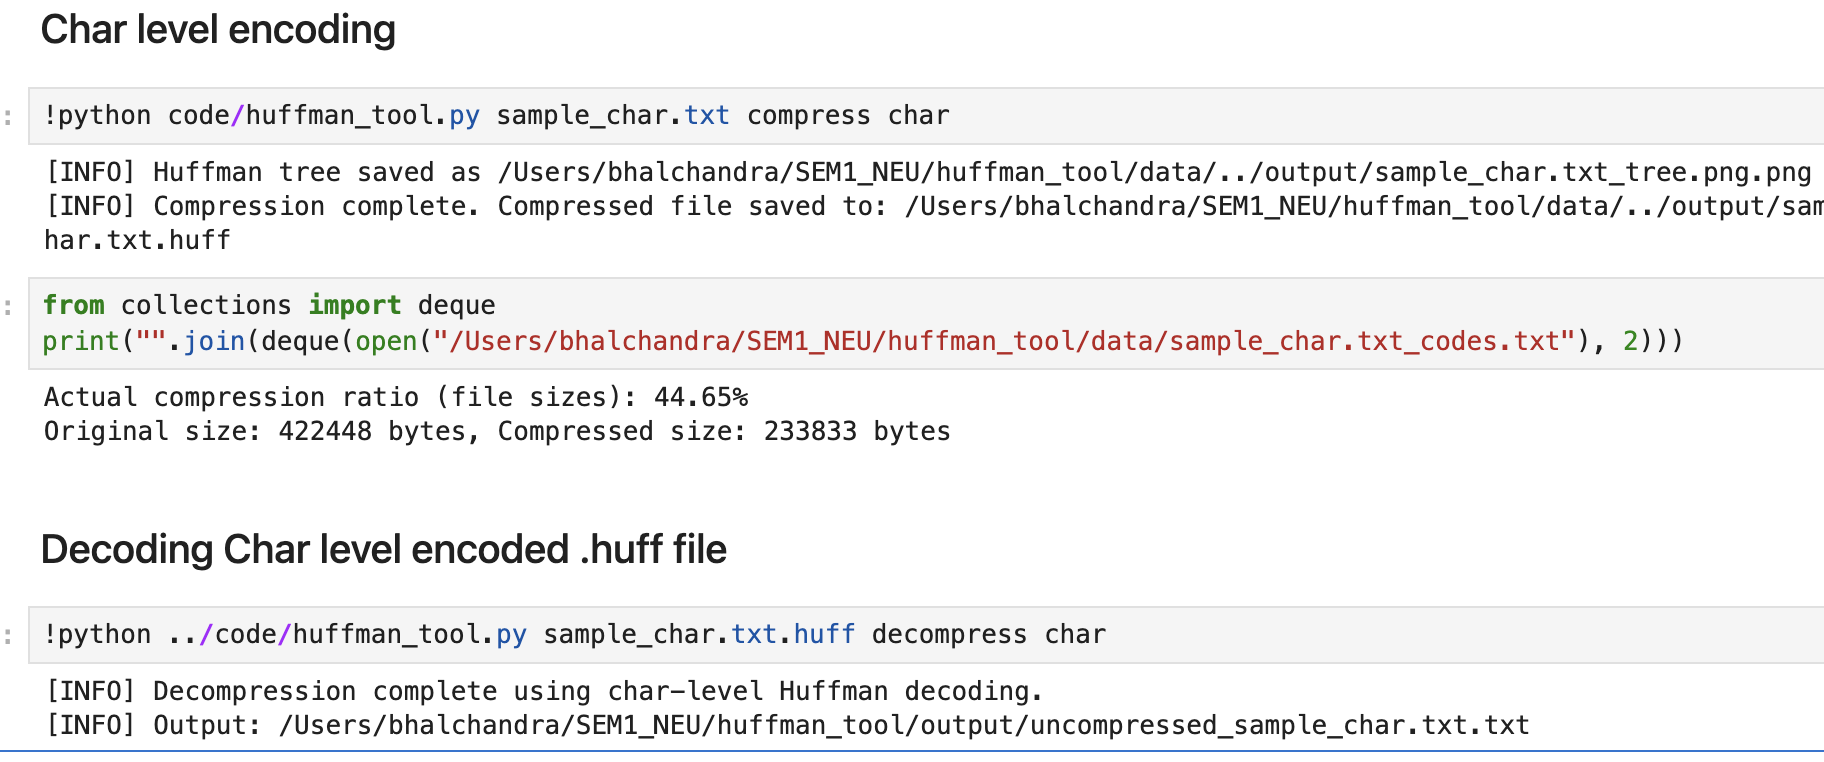 Char level encoding
: !python code/huffman_tool.py sample_char.txt compress char
[INFO] Huffman tree saved as /Users/bhalchandra/SEM1_NEU/huffman_tool/data/../output/sample_char.txt_tree.png.png
[INFO] Compression complete. Compressed file saved to: /Users/bhalchandra/SEM1_NEU/huffman_tool/data/../output/sam
har.txt.huff
: from collections import deque
print("".join(deque(open("/Users/bhalchandra/SEM1_NEU/huffman_tool/data/sample_char.txt_codes.txt"), 2)))
Actual compression ratio (file sizes): 44.65%
Original size: 422448 bytes, Compressed size: 233833 bytes
Decoding Char level encoded .huff file
: !python ../code/huffman_tool.py sample_char.txt.huff decompress char
[INFO] Decompression complete using char-level Huffman decoding.
[INFO] Output: /Users/bhalchandra/SEM1_NEU/huffman_tool/output/uncompressed_sample_char.txt.txt